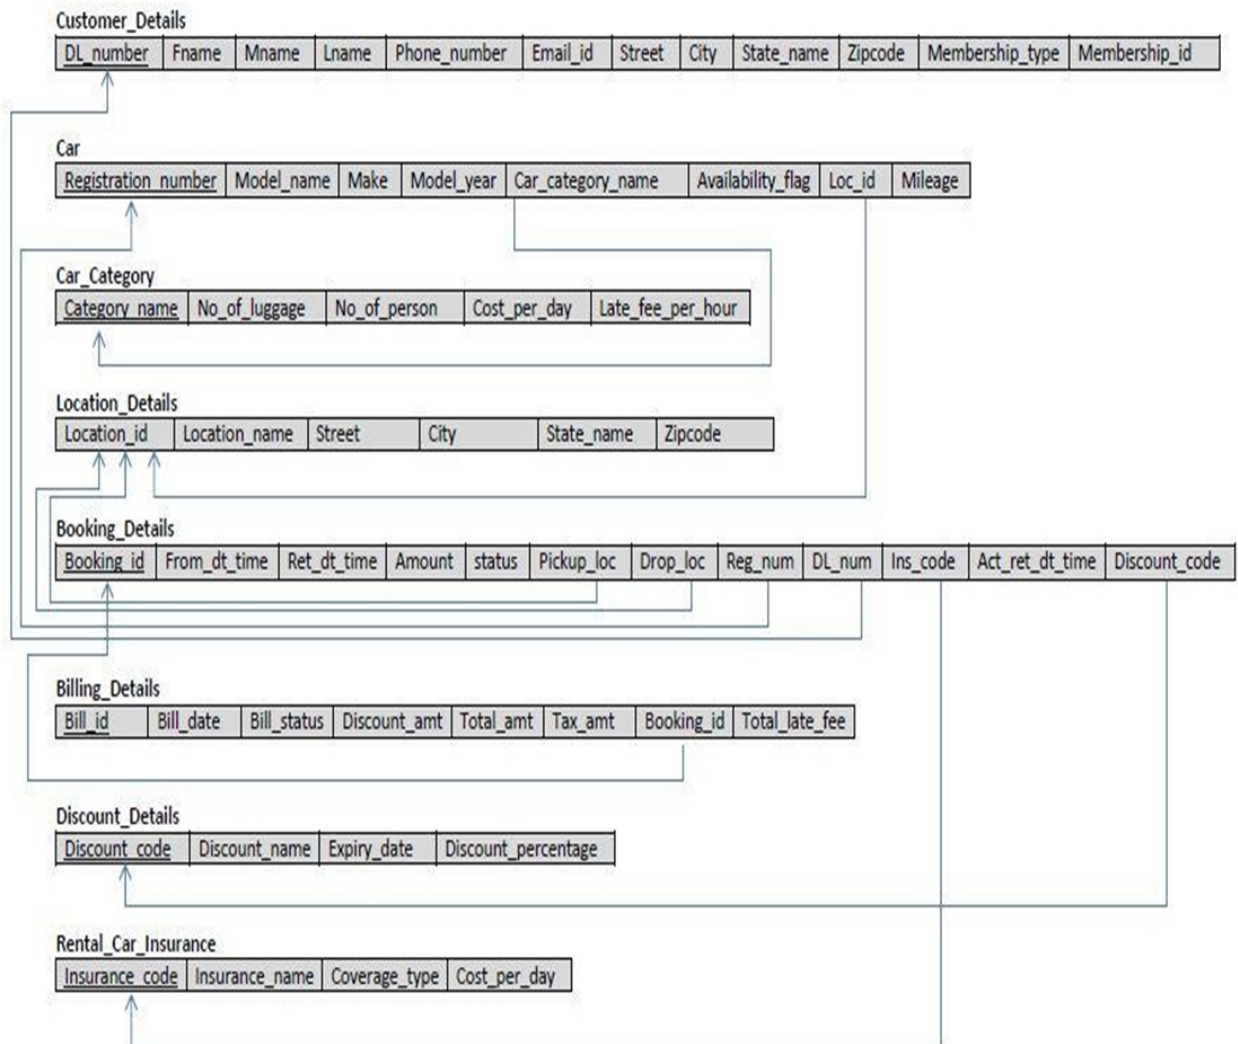 Customer_Details
DL_number Fname Mname Lname Phone_number Email_id Street City State_name Zipcode Membership_type Membership_id
Car
Registration_number Model_name Make Model_year Car_category_name Availability_flag Loc_id Mileage
Car_Category
Category_name No_of_luggage No_of_person Cost_per_day Late_fee_per_hour
Location_Details
Location_id Location_name Street City State_name Zipcode
Booking_Details
Booking_id From_dt_time Ret_dt_time Amount status Pickup_loc Drop_loc Reg_num DL_num Ins_code Act_ret_dt_time Discount_code
Billing_Details
Bill_id Bill_date Bill_status Discount_amt Total_amt Tax_amt Booking_id Total_late_fee
Discount_Details
Discount_code Discount_name Expiry_date Discount_percentage
Rental_Car_Insurance
Insurance_code Insurance_name Coverage_type Cost_per_day